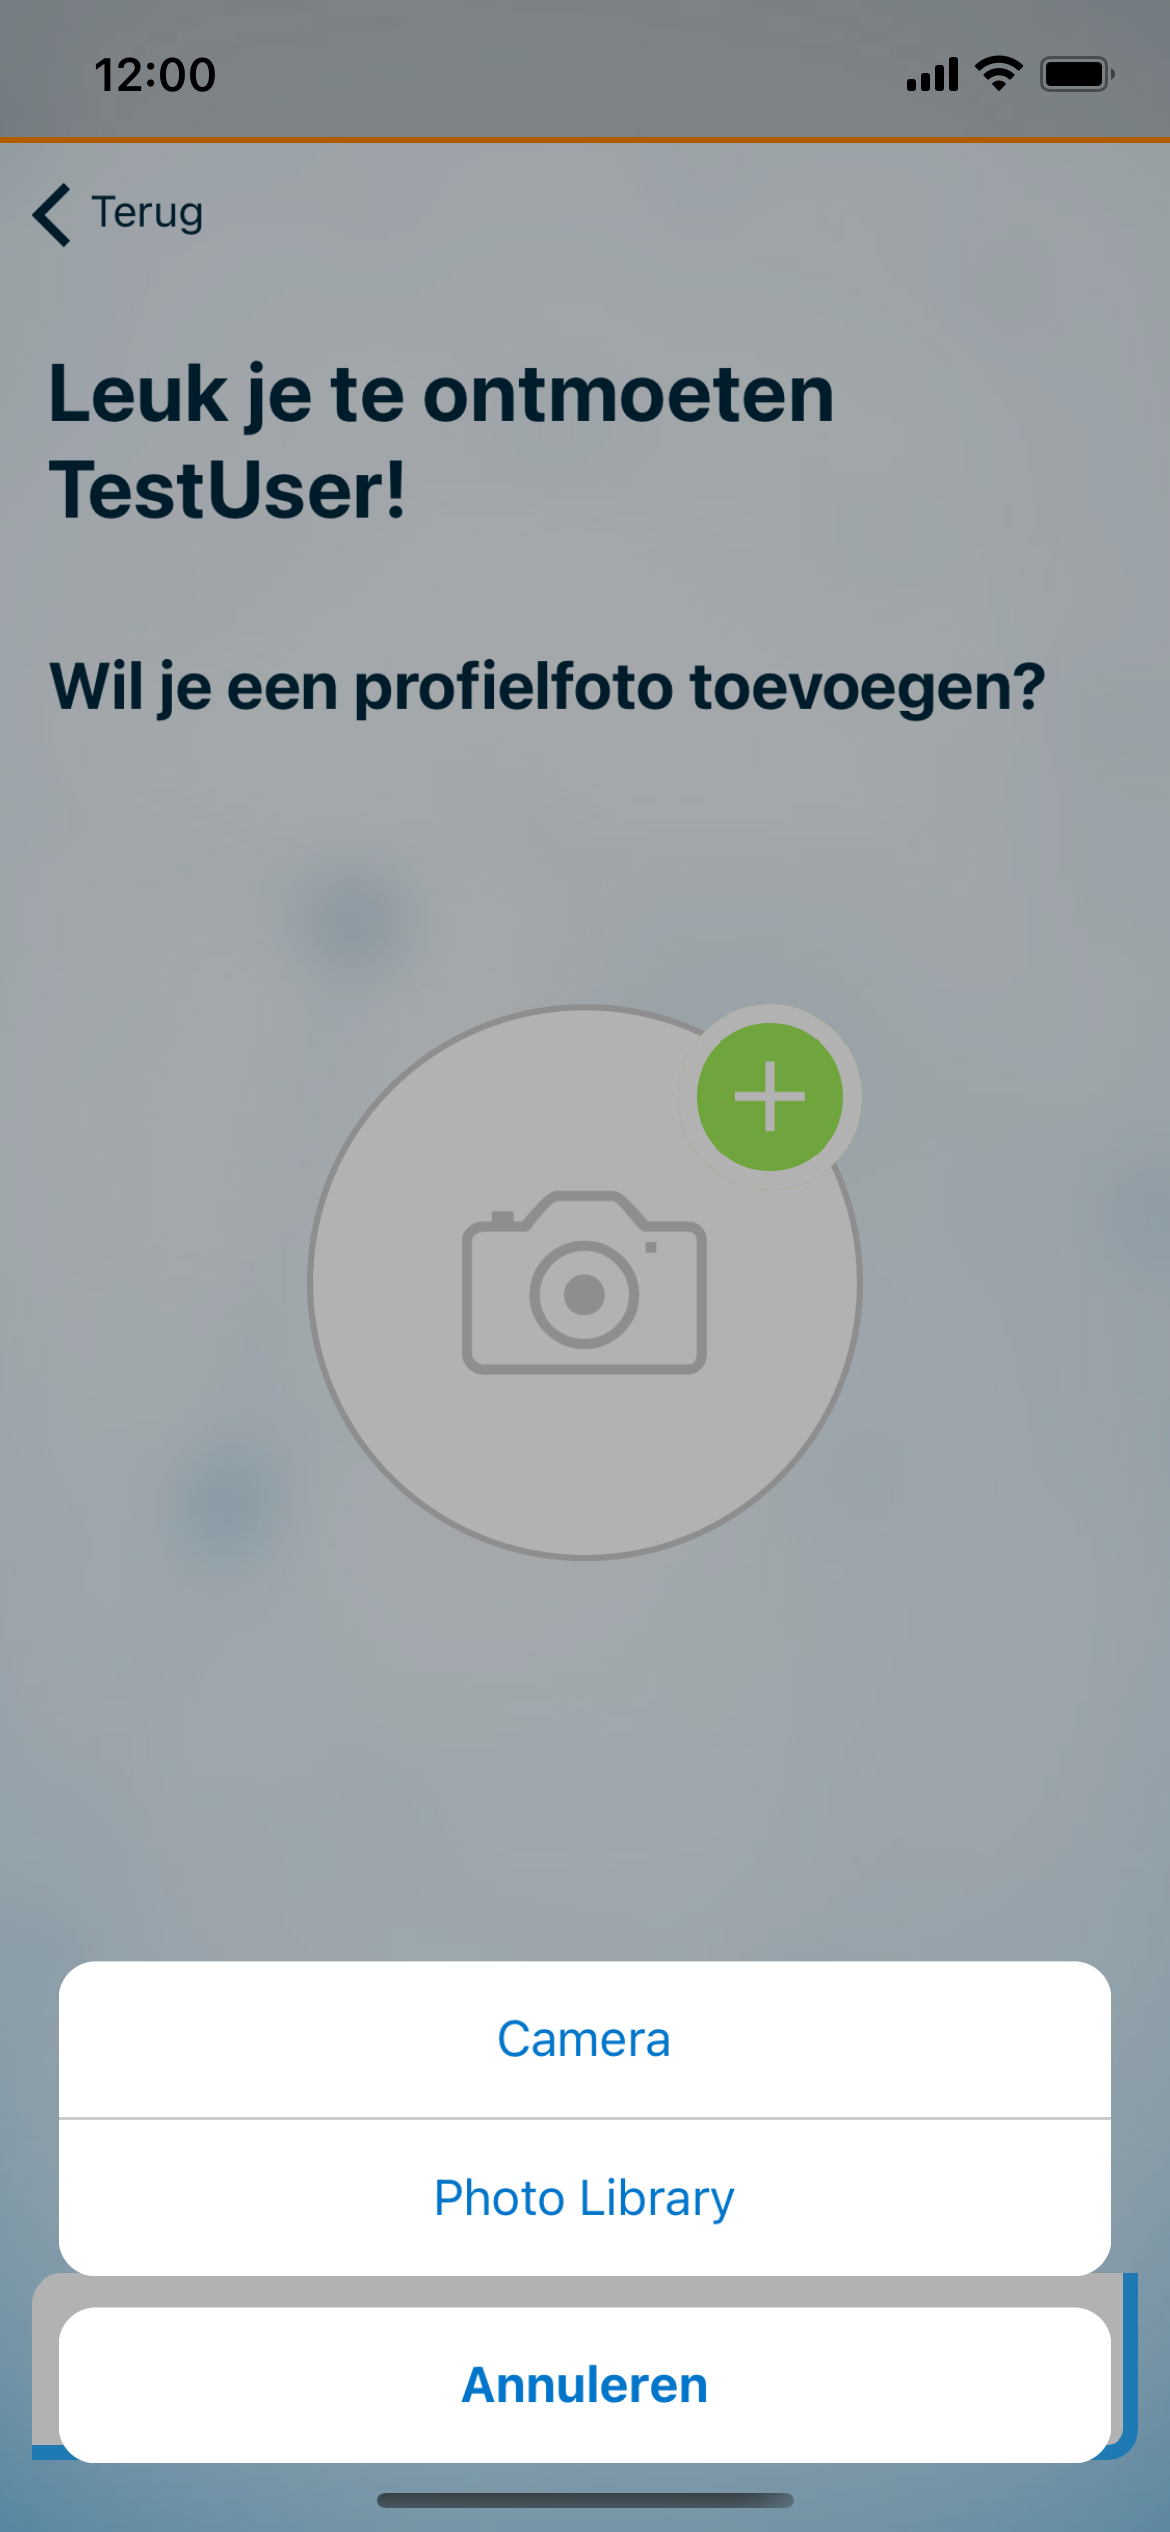 12:00
Terug
Leuk je te ontmoeten
TestUser!
Wil je een profielfoto toevoegen?
Camera
Photo Library
Annuleren